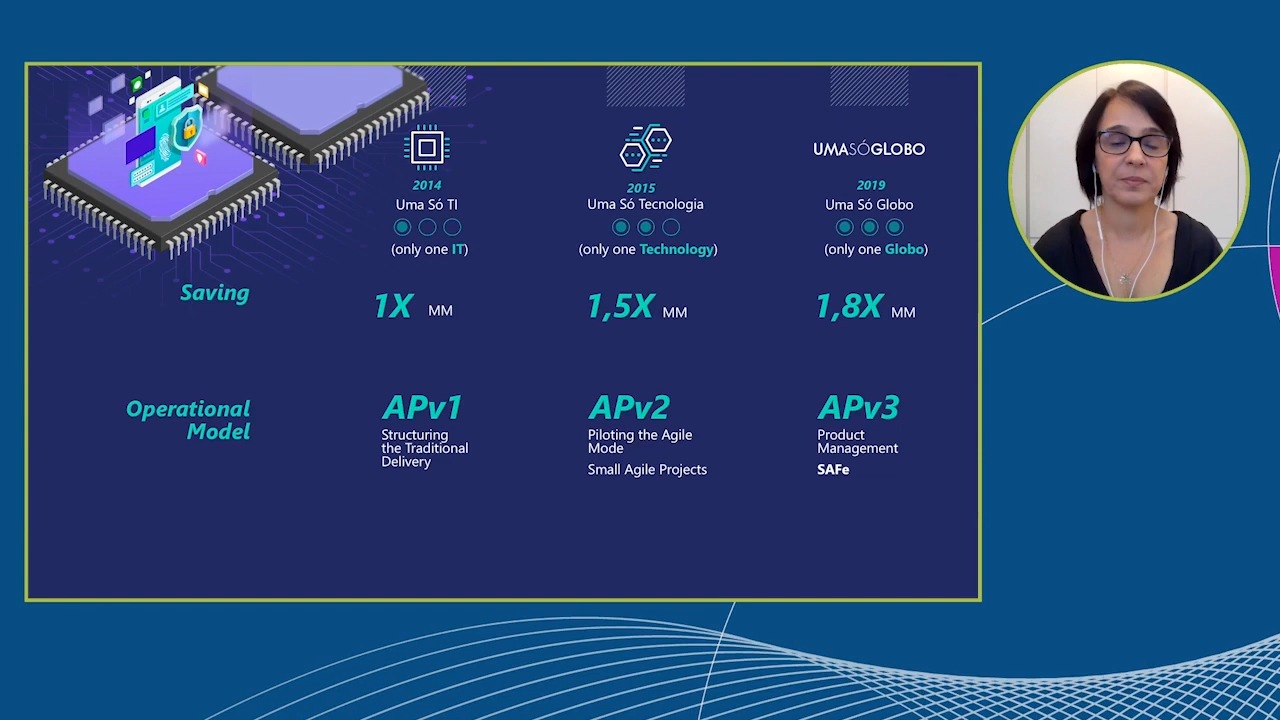 UMASÓGLOBO
2014
2015
2019
Uma Só TI
Uma Só Tecnologia
Uma Só Globo
(only one IT)
(only one Technology)
(only one Globo)
Saving
1X MM
1,5X MM
1,8X MM
Operational
Model
APv1
Structuring
the Traditional
Delivery
APv2
Piloting the Agile
Mode
Small Agile Projects
APv3
Product
Management
SAFe